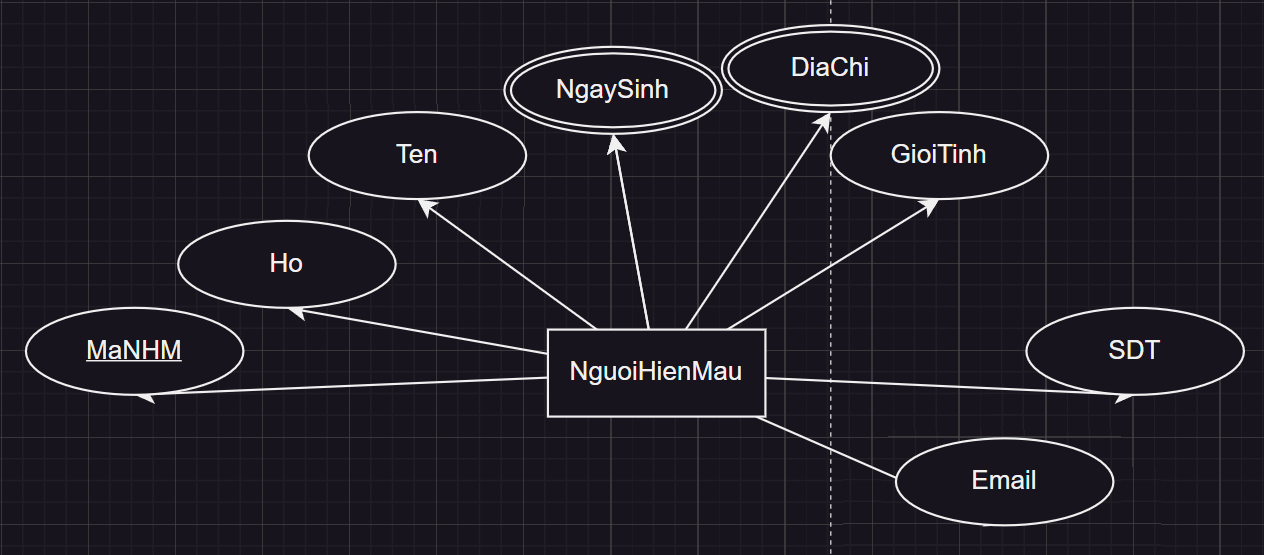 DiaChi
NgaySinh
Ten
GioiTinh
Ho
MaNHM
SDT
NguoiHienMau
Email